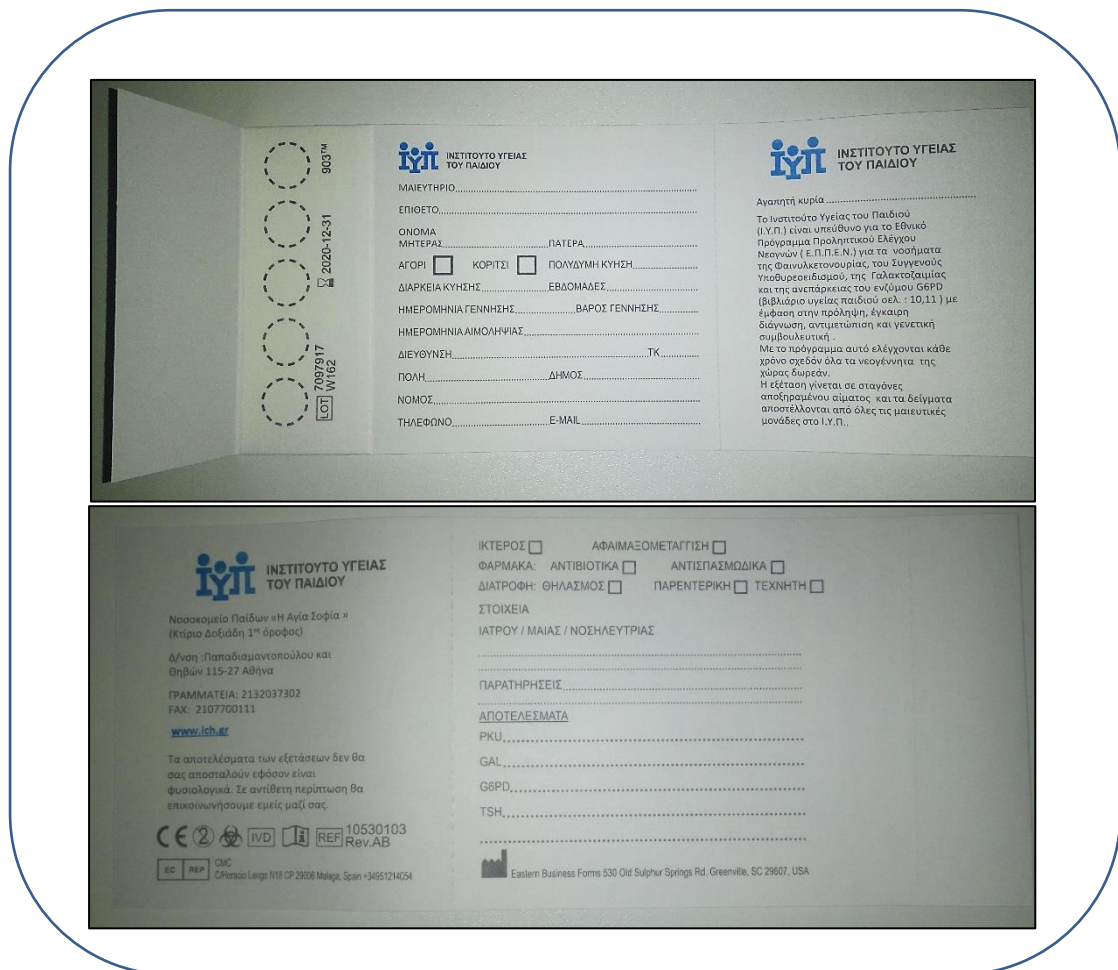 903™
2020-12-31
LOT 7097917
W162
ΙΥΠ ΙΝΣΤΙΤΟΥΤΟ ΥΓΕΙΑΣ
ΤΟΥ ΠΑΙΔΙΟΥ
ΜΑΙΕΥΤΗΡΙΟ
ΕΠΙΘΕΤΟ
ΟΝΟΜΑ
ΜΗΤΕΡΑΣ ΠΑΤΕΡΑ
ΑΓΟΡΙ ΚΟΡΙΤΣΙ ΠΟΛΥΔΥΜΗ ΚΥΗΣΗ
ΔΙΑΡΚΕΙΑ ΚΥΗΣΗΣ ΕΒΔΟΜΑΔΕΣ
ΗΜΕΡΟΜΗΝΙΑ ΓΕΝΝΗΣΗΣ ΒΑΡΟΣ ΓΕΝΝΗΣΗΣ
ΗΜΕΡΟΜΗΝΙΑ ΑΙΜΟΛΗΨΙΑΣ
ΔΙΕΥΘΥΝΣΗ ΤΚ
ΠΟΛΗ ΔΗΜΟΣ
ΝΟΜΟΣ
ΤΗΛΕΦΩΝΟ E-MAIL
ΙΥΠ ΙΝΣΤΙΤΟΥΤΟ ΥΓΕΙΑΣ
ΤΟΥ ΠΑΙΔΙΟΥ
Αγαπητή κυρία
Το Ινστιτούτο Υγείας του Παιδιού
(Ι.Υ.Π.) είναι υπεύθυνο για το Εθνικό
Πρόγραμμα Προληπτικού Ελέγχου
Νεογνών ( Ε.Π.Π.Ε.Ν.) για τα νοσήματα
της Φαινυλκετονουρίας, του Συγγενούς
Υποθυρεοειδισμού, της Γαλακτοζαιμίας
και της ανεπάρκειας του ενζύμου G6PD
(βιβλιάριο υγείας παιδιού σελ. : 10,11 ) με
έμφαση στην πρόληψη, έγκαιρη
διάγνωση, αντιμετώπιση και γενετική
συμβουλευτική .
Με το πρόγραμμα αυτό ελέγχονται κάθε
χρόνο σχεδόν όλα τα νεογέννητα της
χώρας δωρεάν.
Η εξέταση γίνεται σε σταγόνες
αποξηραμένου αίματος και τα δείγματα
αποστέλλονται από όλες τις μαιευτικές
μονάδες στο Ι.Υ.Π..
ΙΥΠ ΙΝΣΤΙΤΟΥΤΟ ΥΓΕΙΑΣ
ΤΟΥ ΠΑΙΔΙΟΥ
Νοσοκομείο Παίδων «Η Αγία Σοφία »
(Κτίριο Δοξιάδη 1ος όροφος)
Δ/νση :Παπαδιαμαντοπούλου και
Θηβών 115-27 Αθήνα
ΓΡΑΜΜΑΤΕΙΑ: 2132037302
FAX: 2107700111
www.ich.gr
Τα αποτελέσματα των εξετάσεων δεν θα
σας αποσταλούν εφόσον είναι
φυσιολογικά. Σε αντίθετη περίπτωση θα
επικοινωνήσουμε εμείς μαζί σας.
CE 2 IVD i REF 10530103
Rev.AB
EC REP CMC
C/Horacio Lengo N18 CP 29006 Malaga, Spain +34951214054
ΙΚΤΕΡΟΣ ΑΦΑΙΜΑΞΟΜΕΤΑΓΓΙΣΗ
ΦΑΡΜΑΚΑ: ΑΝΤΙΒΙΟΤΙΚΑ ΑΝΤΙΣΠΑΣΜΩΔΙΚΑ
ΔΙΑΤΡΟΦΗ: ΘΗΛΑΣΜΟΣ ΠΑΡΕΝΤΕΡΙΚΗ ΤΕΧΝΗΤΗ
ΣΤΟΙΧΕΙΑ
ΙΑΤΡΟΥ / ΜΑΙΑΣ / ΝΟΣΗΛΕΥΤΡΙΑΣ
ΠΑΡΑΤΗΡΗΣΕΙΣ
ΑΠΟΤΕΛΕΣΜΑΤΑ
PKU
GAL
G6PD
TSH
Eastern Business Forms 530 Old Sulphur Springs Rd. Greenville, SC 29607, USA